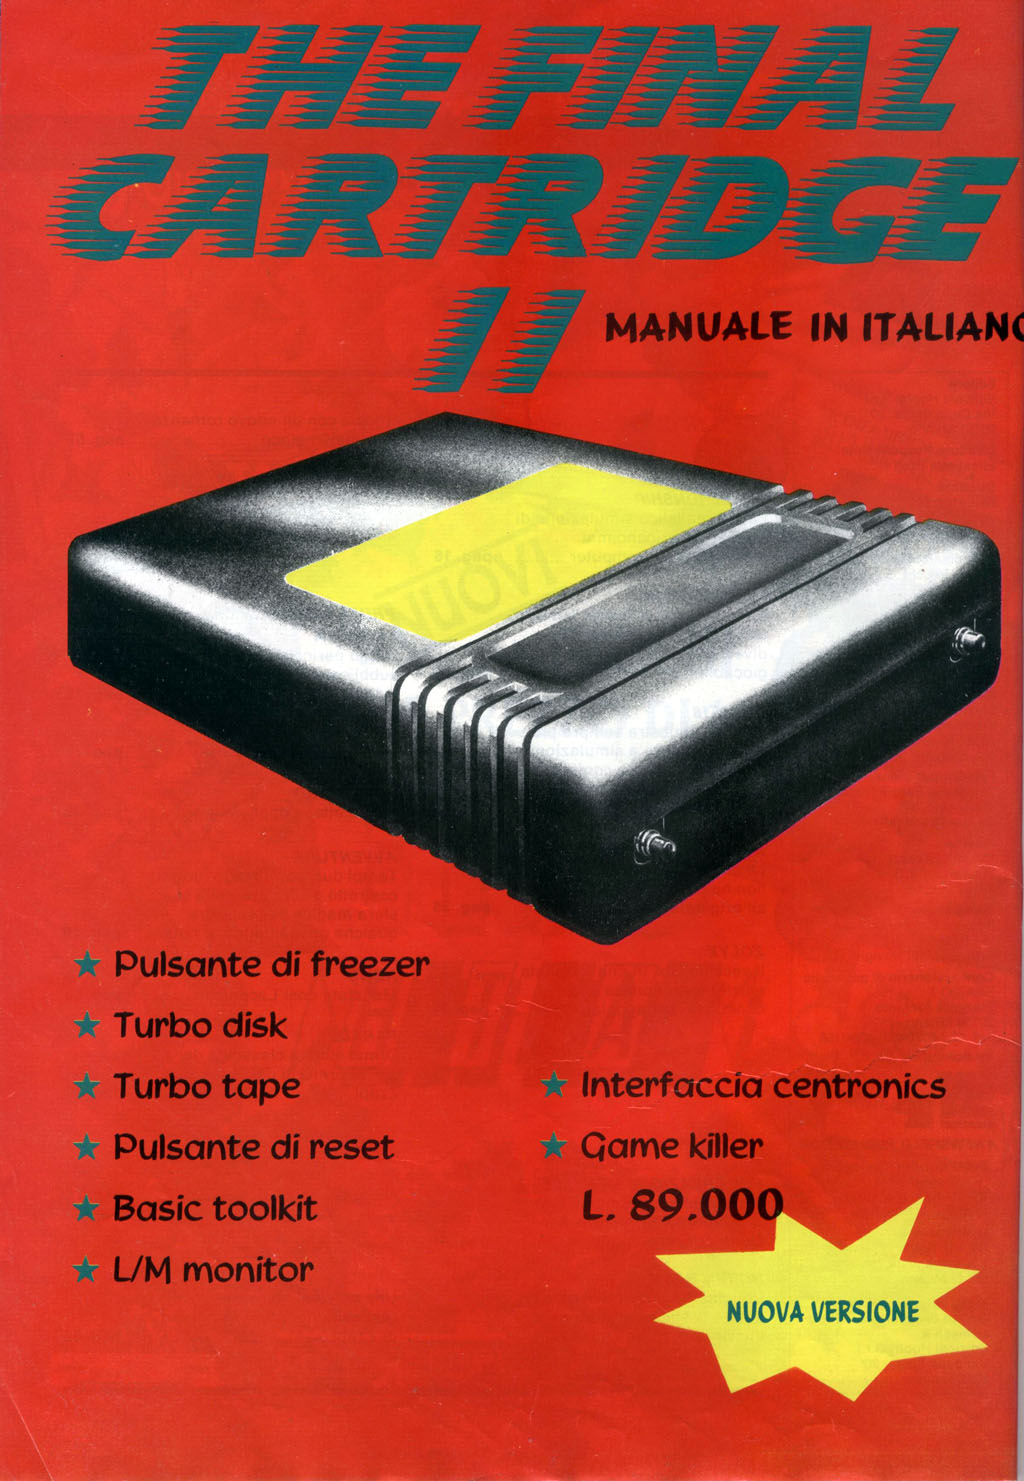 THE FINAL
CARTRIDGE
II
MANUALE IN ITALIANO
★ Pulsante di freezer
★ Turbo disk
★ Turbo tape
★ Pulsante di reset
★ Basic toolkit
★ L/M monitor
★ Interfaccia centronics
★ Game killer
L. 89.000
NUOVA VERSIONE